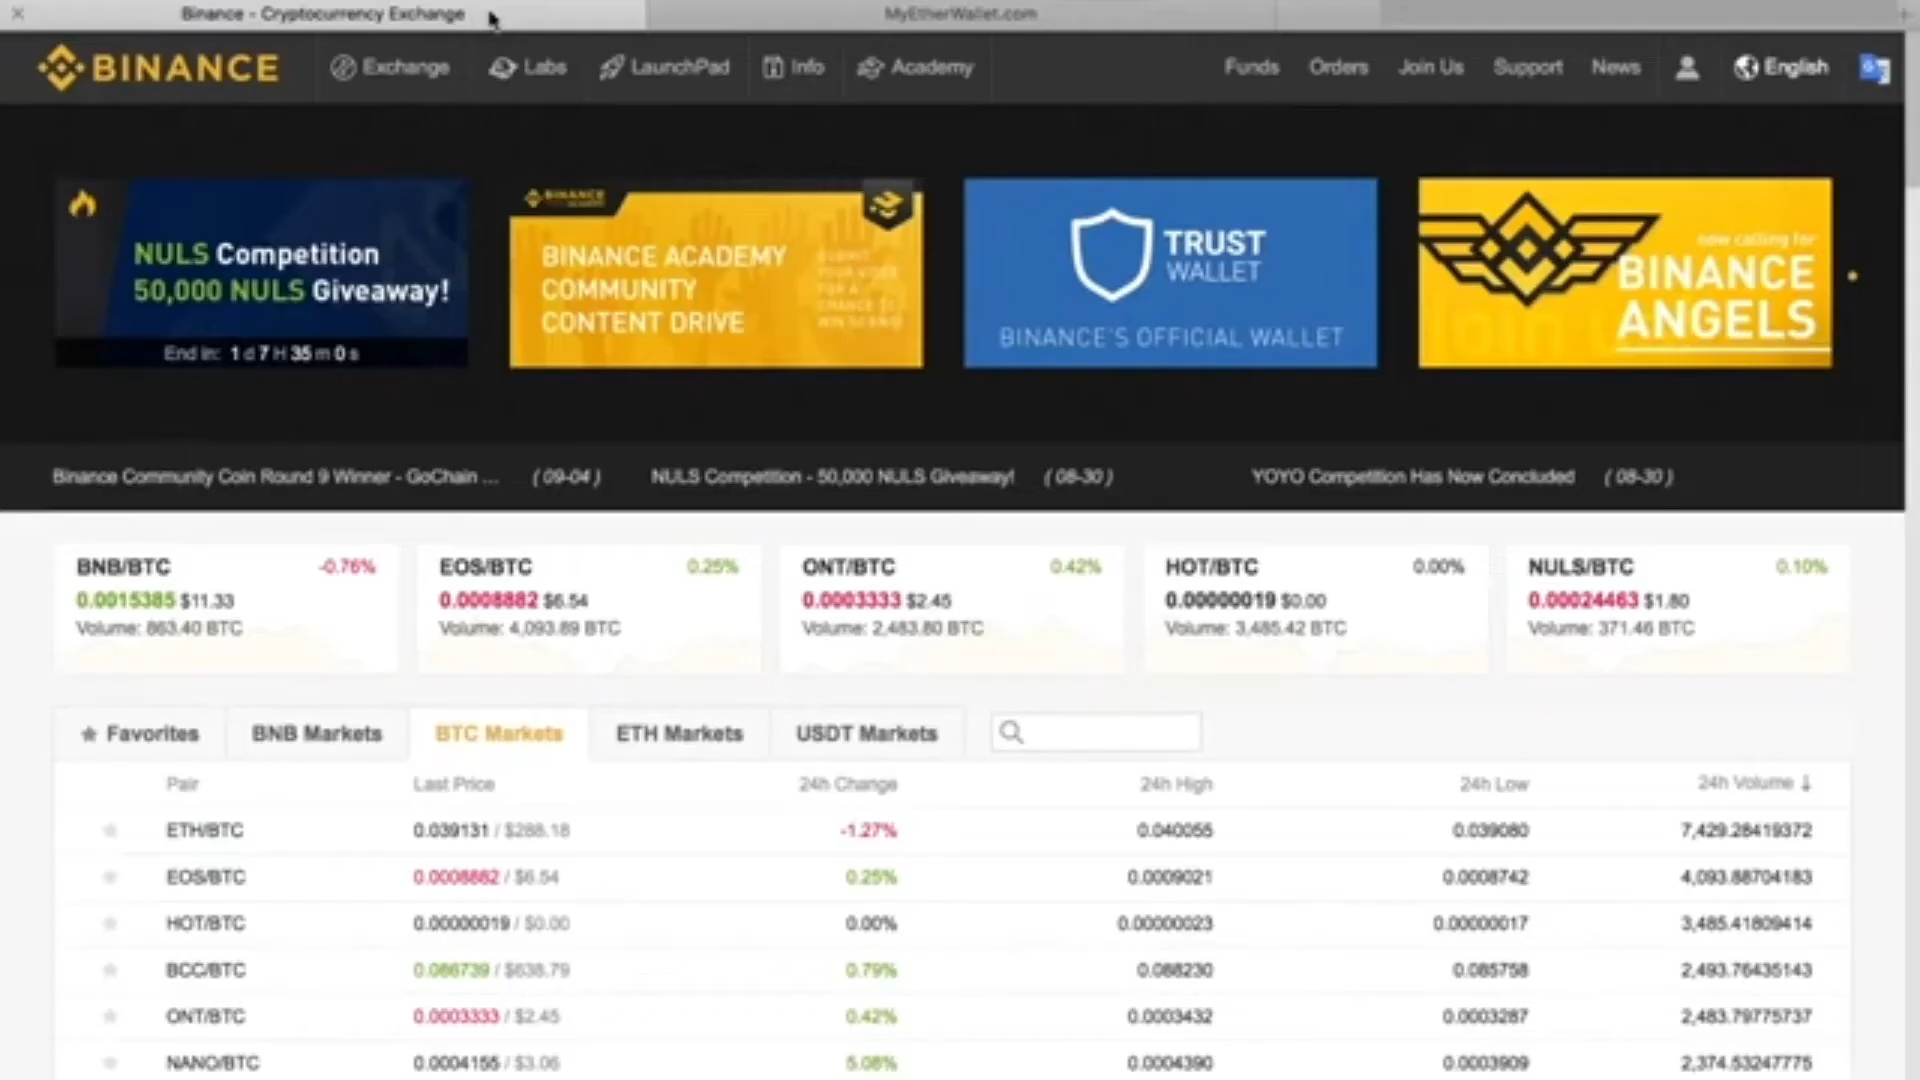 Binance - Cryptocurrency Exchange
MyEtherWallet.com
BINANCE
Exchange
Labs
LaunchPad
Info
Academy
Funds
Orders
Join Us
Support
News
English
NULS Competition
50,000 NULS Giveaway!
End in: 1 d 7 H 35 m 0 s
BINANCE
BINANCE ACADEMY
COMMUNITY
CONTENT DRIVE
SUBMIT
YOUR VIDEO
FOR A
CHANCE TO
TRUST
WALLET
BINANCE'S OFFICIAL WALLET
now calling for
BINANCE
ANGELS
Binance Community Coin Round 9 Winner - GoChain ... (09-04)
NULS Competition - 50,000 NULS Giveaway! (08-30)
YOYO Competition Has Now Concluded (08-30)
BNB/BTC -0.76%
0.0015385 $11.33
Volume: 863.40 BTC
EOS/BTC 0.25%
0.0008882 $6.54
Volume: 4,093.89 BTC
ONT/BTC 0.42%
0.0003333 $2.45
Volume: 2,483.80 BTC
HOT/BTC 0.00%
0.00000019 $0.00
Volume: 3,485.42 BTC
NULS/BTC 0.10%
0.00024463 $1.80
Volume: 371.46 BTC
Favorites
BNB Markets
BTC Markets
ETH Markets
USDT Markets
Pair Last Price 24h Change 24h High 24h Low 24h Volume ↓
ETH/BTC 0.039131 / $288.18 -1.27% 0.040055 0.039080 7,429.28419372
EOS/BTC 0.0008882 / $6.54 0.25% 0.0009021 0.0008742 4,093.88704183
HOT/BTC 0.00000019 / $0.00 0.00% 0.00000023 0.00000017 3,485.41809414
BCC/BTC 0.086739 / $638.79 0.79% 0.088230 0.085758 2,493.76435143
ONT/BTC 0.0003333 / $2.45 0.42% 0.0003432 0.0003287 2,483.79775737
NANO/BTC 0.0004155 / $3.06 5.08% 0.0004390 0.0003909 2,374.53247775